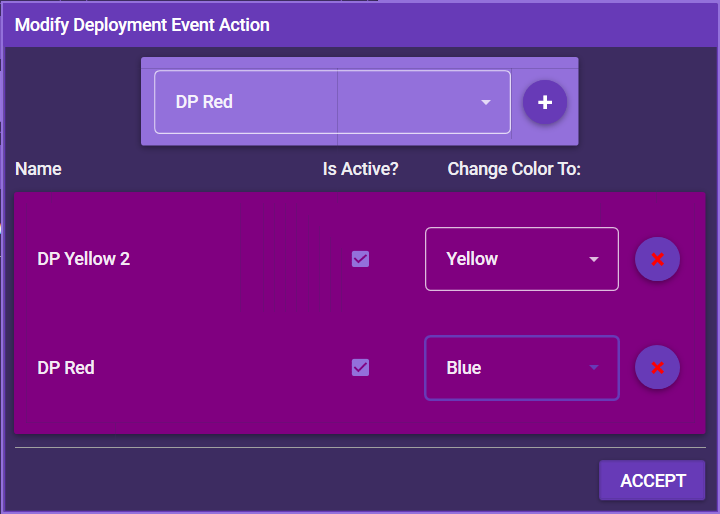 Modify Deployment Event Action
DP Red
Name Is Active? Change Color To:
DP Yellow 2 Yellow
DP Red Blue
ACCEPT